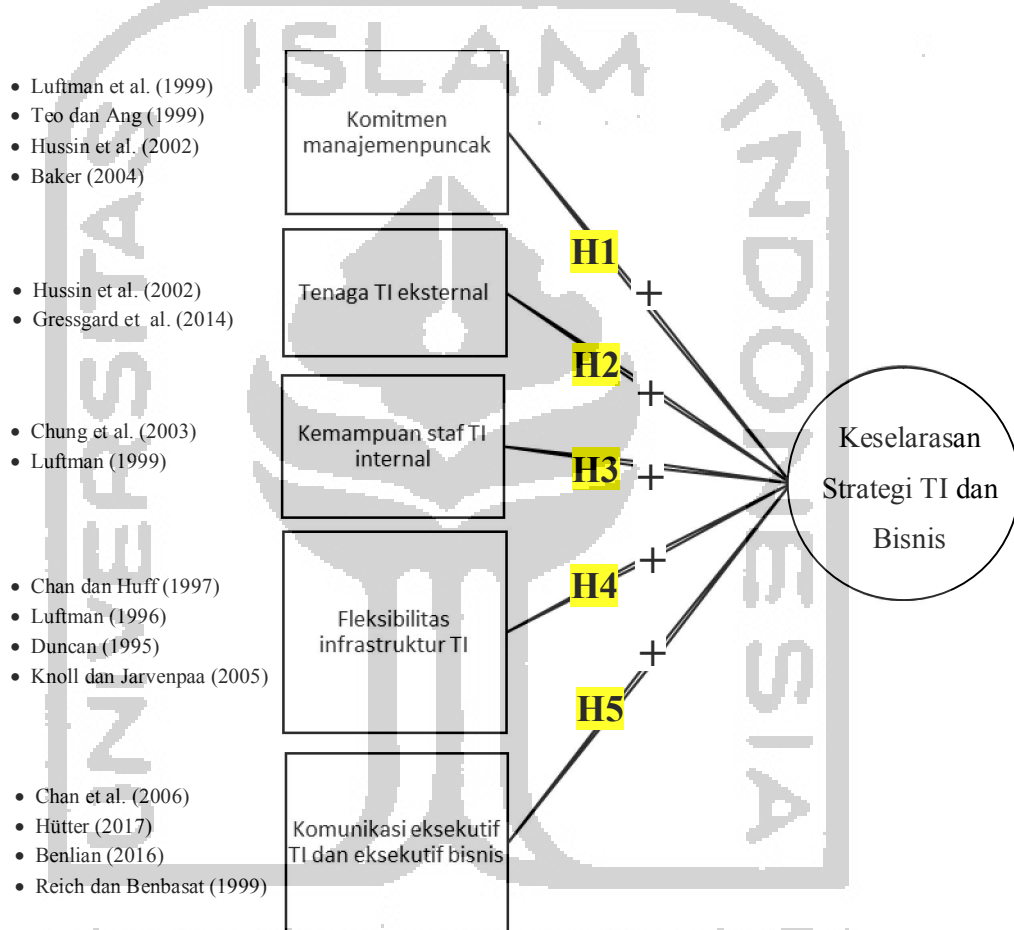 ISLAM
UNIVERSITAS
INDONESIA
• Luftman et al. (1999)
• Teo dan Ang (1999)
• Hussin et al. (2002)
• Baker (2004)
Komitmen
manajemenpuncak
H1
+
• Hussin et al. (2002)
• Gressgard et al. (2014)
Tenaga TI eksternal
H2
+
• Chung et al. (2003)
• Luftman (1999)
Kemampuan staf TI
internal
H3
+
• Chan dan Huff (1997)
• Luftman (1996)
• Duncan (1995)
• Knoll dan Jarvenpaa (2005)
Fleksibilitas
infrastruktur TI
H4
+
• Chan et al. (2006)
• Hütter (2017)
• Benlian (2016)
• Reich dan Benbasat (1999)
Komunikasi eksekutif
TI dan eksekutif bisnis
H5
+
Keselarasan
Strategi TI dan
Bisnis